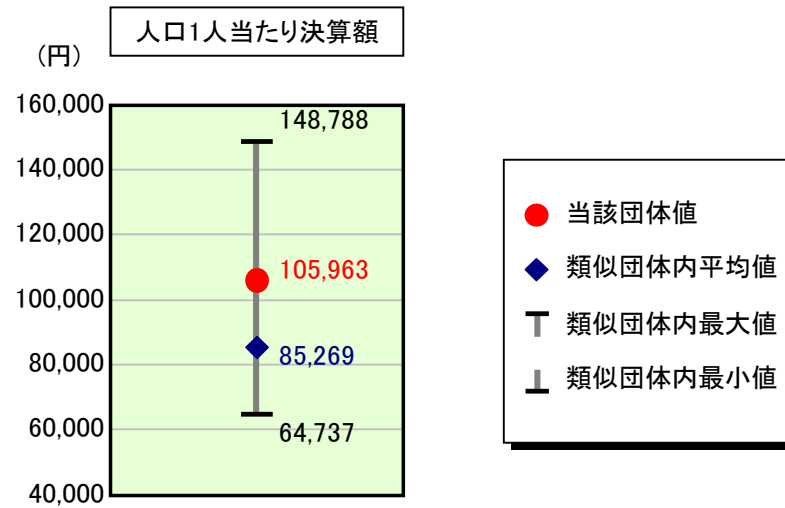 人口1人当たり決算額
（円）
160,000
148,788
140,000
120,000
105,963
100,000
85,269
80,000
64,737
60,000
40,000
当該団体値
類似団体内平均値
類似団体内最大値
類似団体内最小値